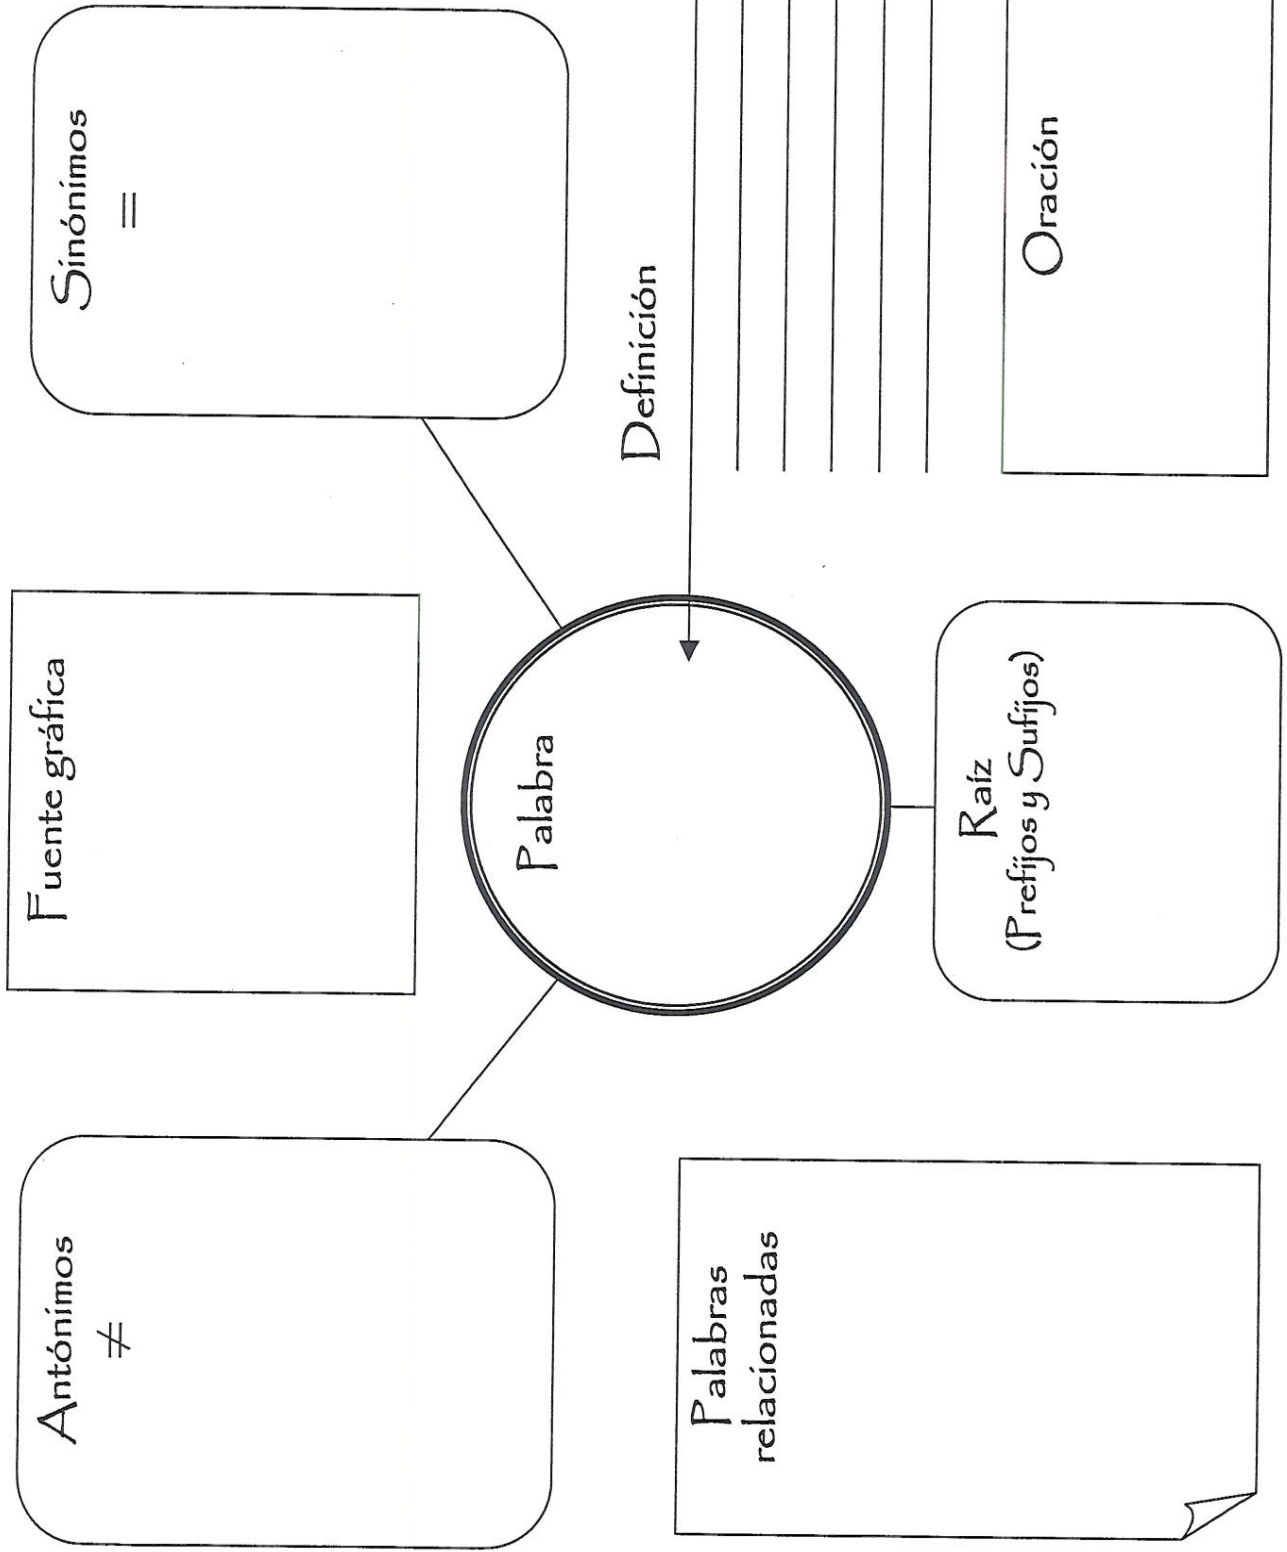 Antónimos
≠
Fuente gráfica
Sinónimos
=
Palabra
Definición
Palabras
relacionadas
Raíz
(Prefijos y Sufijos)
Oración